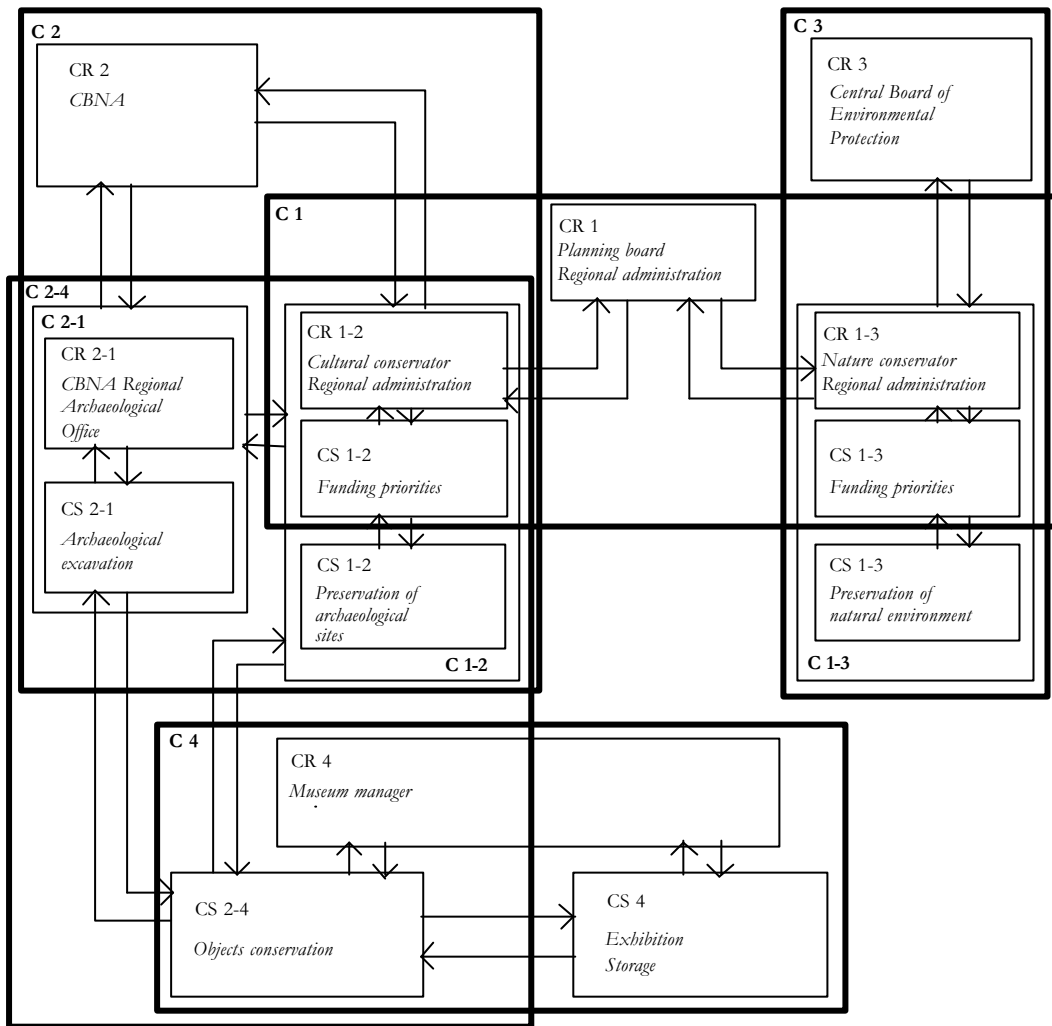 C 2
CR 2
CBNA
C 3
CR 3
Central Board of
Environmental
Protection
C 1
CR 1
Planning board
Regional administration
C 2-4
C 2-1
CR 2-1
CBNA Regional
Archaeological
Office
CS 2-1
Archaeological
excavation
CR 1-2
Cultural conservator
Regional administration
CS 1-2
Funding priorities
CS 1-2
Preservation of
archaeological
sites
C 1-2
CR 1-3
Nature conservator
Regional administration
CS 1-3
Funding priorities
CS 1-3
Preservation of
natural environment
C 1-3
C 4
CR 4
Museum manager
CS 2-4
Objects conservation
CS 4
Exhibition
Storage